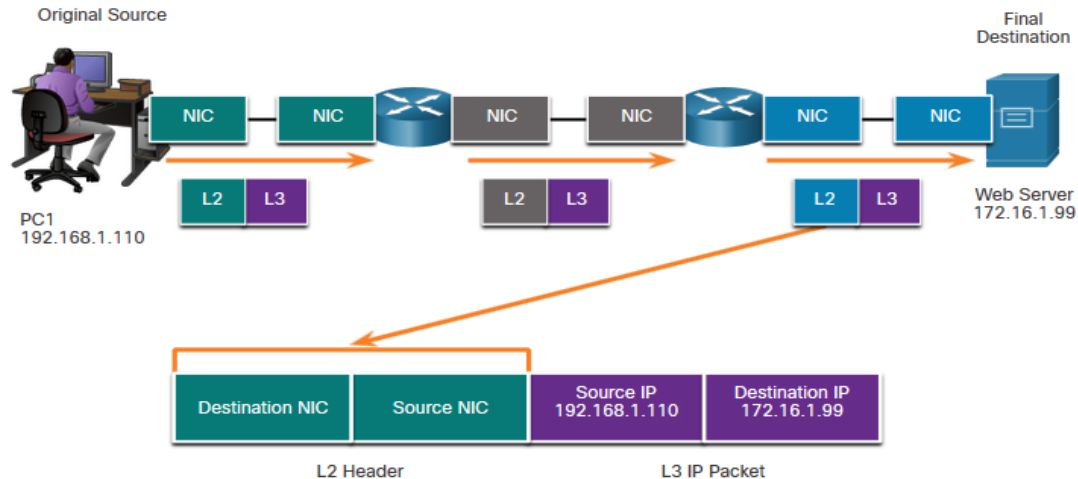 Original Source
Final
Destination
NIC
NIC
NIC
NIC
NIC
NIC
L2
L3
L2
L3
L2
L3
PC1
192.168.1.110
Web Server
172.16.1.99
Destination NIC
Source NIC
Source IP
192.168.1.110
Destination IP
172.16.1.99
L2 Header
L3 IP Packet